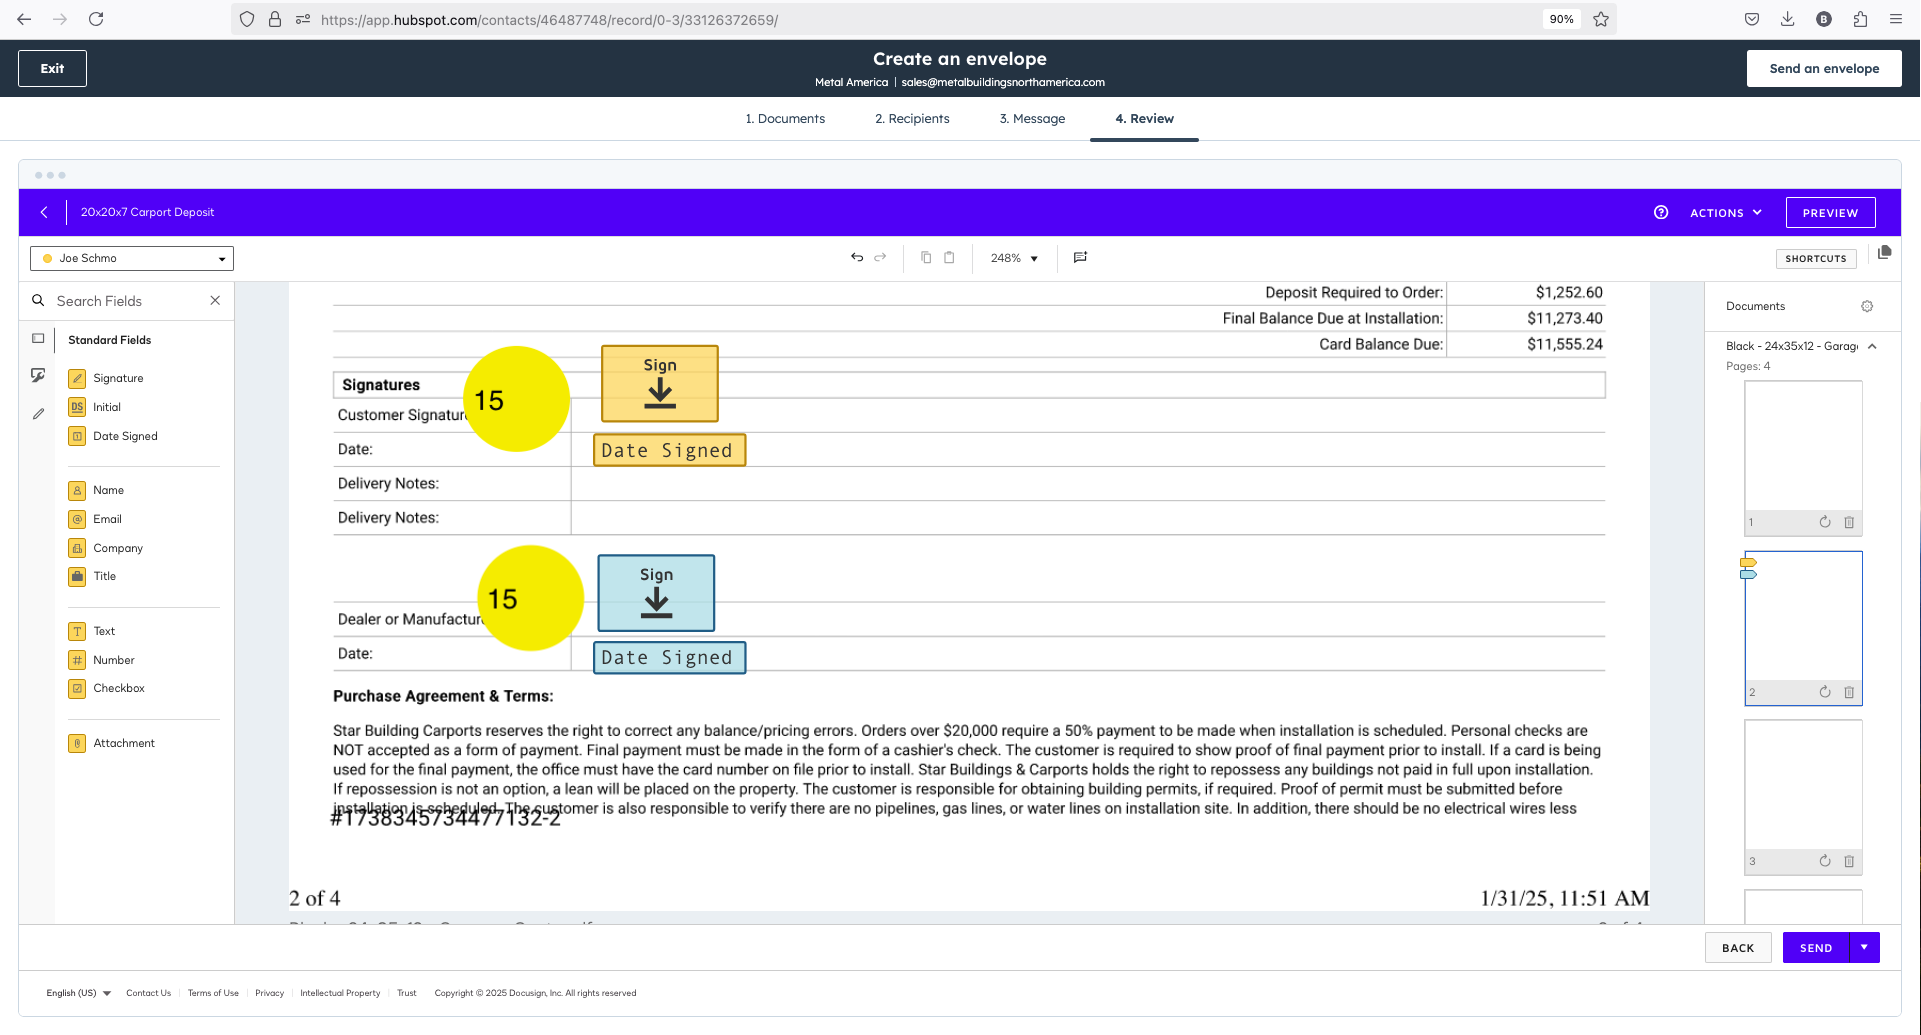 https://app.hubspot.com/contacts/46487748/record/0-3/33126372659/
90%
B
Exit
Create an envelope
Metal America | sales@metalbuildingsnorthamerica.com
Send an envelope
1. Documents
2. Recipients
3. Message
4. Review
20x20x7 Carport Deposit
?
ACTIONS
PREVIEW
Joe Schmo
248%
SHORTCUTS
Search Fields
Standard Fields
Signature
DS Initial
Date Signed
Name
@ Email
Company
Title
T Text
# Number
Checkbox
Attachment
Deposit Required to Order: $1,252.60
Final Balance Due at Installation: $11,273.40
Card Balance Due: $11,555.24
Signatures
15
Sign
Customer Signatur
Date:
Date Signed
Delivery Notes:
Delivery Notes:
15
Sign
Dealer or Manufactur
Date:
Date Signed
Purchase Agreement & Terms:
Star Building Carports reserves the right to correct any balance/pricing errors. Orders over $20,000 require a 50% payment to be made when installation is scheduled. Personal checks are
NOT accepted as a form of payment. Final payment must be made in the form of a cashier's check. The customer is required to show proof of final payment prior to install. If a card is being
used for the final payment, the office must have the card number on file prior to install. Star Buildings & Carports holds the right to repossess any buildings not paid in full upon installation.
If repossession is not an option, a lean will be placed on the property. The customer is responsible for obtaining building permits, if required. Proof of permit must be submitted before
installation is scheduled. The customer is also responsible to verify there are no pipelines, gas lines, or water lines on installation site. In addition, there should be no electrical wires less
#1738345734477132-2
2 of 4
1/31/25, 11:51 AM
Documents
Black - 24x35x12 - Garag
Pages: 4
1
2
3
BACK
SEND
English (US)
Contact Us
Terms of Use
Privacy
Intellectual Property
Trust
Copyright © 2025 Docusign, Inc. All rights reserved